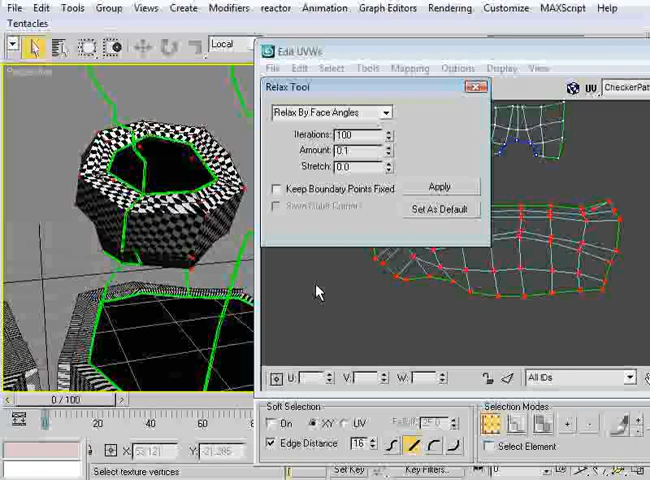 File Edit Tools Group Views Create Modifiers reactor Animation Graph Editors Rendering Customize MAXScript Help
Tentacles
Local
Edit UVWs
File Edit Select Tools Mapping Options Display View
Perspective
Relax Tool
UV CheckerPat
Relax By Face Angles
Iterations: 100
Amount: 0.1
Stretch: 0.0
Keep Boundary Points Fixed
Apply
Save Outer Corners
Set As Default
U: V: W: All IDs
0 / 100
0 20 40 60 80
Soft Selection
Selection Modes
On XY UV Falloff: 25.0
Edge Distance 16
Select Element
X Y
Select texture vertices
Set Key Key Filters... 0